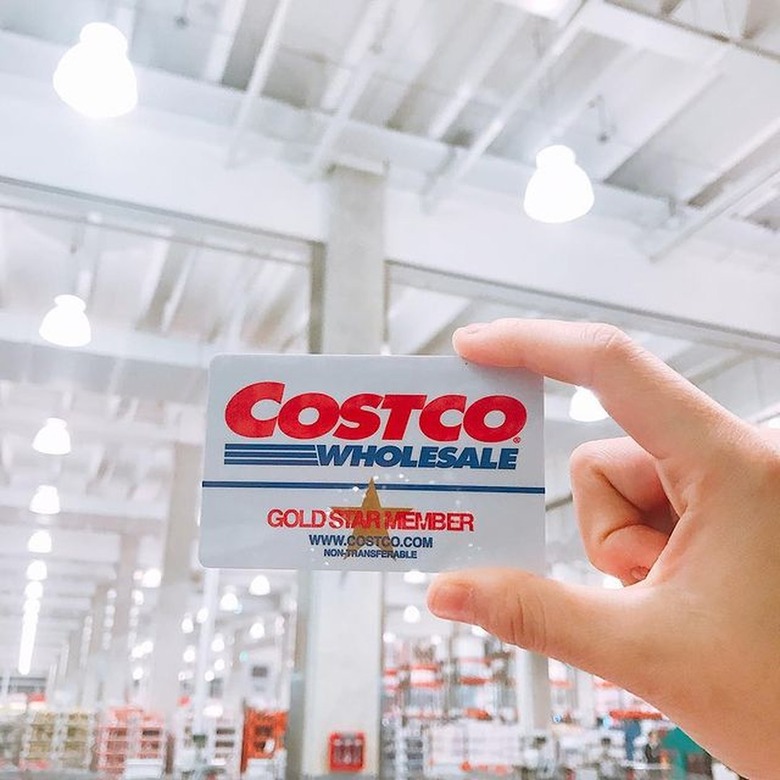 COSTCO®
WHOLESALE
GOLD STAR MEMBER
WWW.COSTCO.COM
NON-TRANSFERABLE